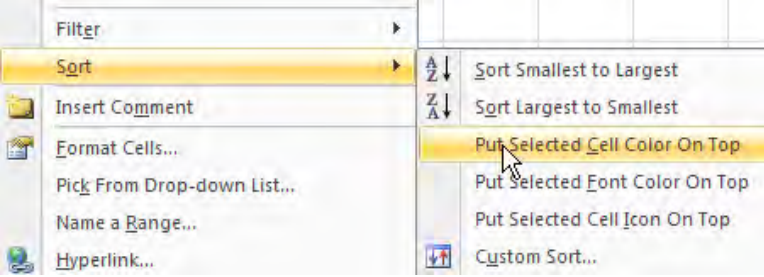 Filter
Sort
Insert Comment
Format Cells...
Pick From Drop-down List...
Name a Range...
Hyperlink...
A
Z
Sort Smallest to Largest
Z
A
Sort Largest to Smallest
Put Selected Cell Color On Top
Put Selected Font Color On Top
Put Selected Cell Icon On Top
Custom Sort...